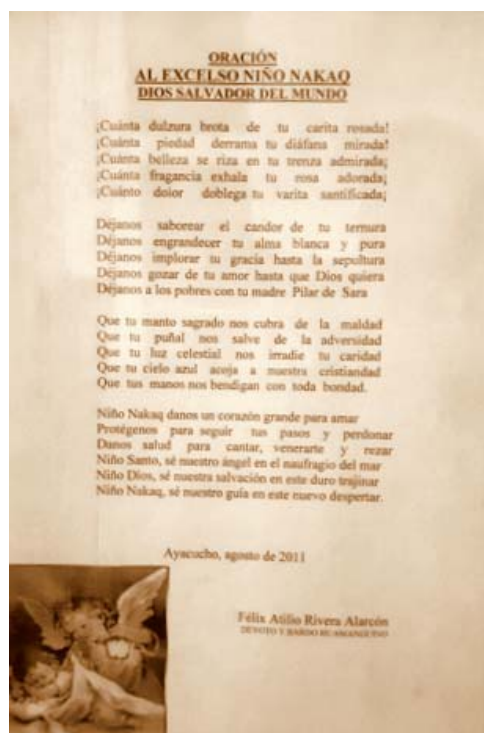 ORACIÓN
AL EXCELSO NIÑO NAKAQ
DIOS SALVADOR DEL MUNDO
¡Cuánta dulzura brota de tu carita rosada!
¡Cuánta piedad derrama tu diáfana mirada!
¡Cuánta belleza se riza en tu trenza admirada;
¡Cuánta fragancia exhala tu rosa adorada;
¡Cuánto dolor doblega tu varita santificada;
Déjanos saborear el candor de tu ternura
Déjanos engrandecer tu alma blanca y pura
Déjanos implorar tu gracia hasta la sepultura
Déjanos gozar de tu amor hasta que Dios quiera
Déjanos a los pobres con tu madre Pilar de Sara
Que tu manto sagrado nos cubra de la maldad
Que tu puñal nos salve de la adversidad
Que tu luz celestial nos irradie tu caridad
Que tu cielo azul acoja a nuestra cristiandad
Que tus manos nos bendigan con toda bondad.
Niño Nakaq danos un corazón grande para amar
Protégenos para seguir tus pasos y perdonar
Danos salud para cantar, venerarte y rezar
Niño Santo, sé nuestro ángel en el naufragio del mar
Niño Dios, sé nuestra salvación en este duro trajinar
Niño Nakaq, sé nuestro guía en este nuevo despertar.
Ayacucho, agosto de 2011
Félix Atilio Rivera Alarcón
DEVOTO Y BARDO HUAMANGUINO